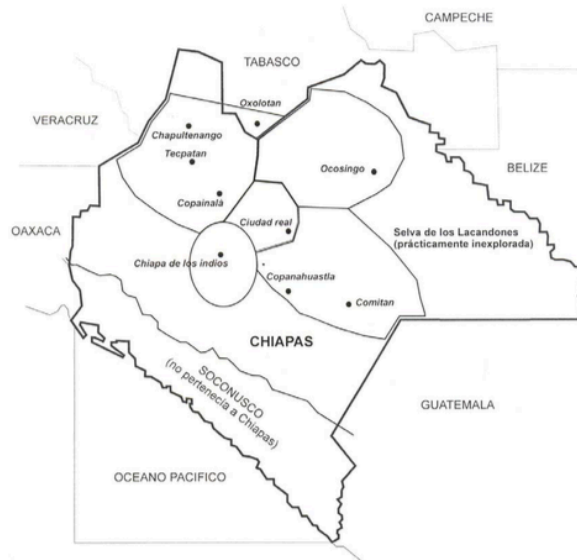 CAMPECHE
TABASCO
Oxolotan
VERACRUZ
Chapultenango
Tecpatan
Ocosingo
BELIZE
Copainalà
OAXACA
Ciudad real
Selva de los Lacandones
(prácticamente inexplorada)
Chiapa de los indios
Copanahuastla
Comitan
CHIAPAS
SOCONUSCO
(no pertenecía a Chiapas)
GUATEMALA
OCEANO PACIFICO